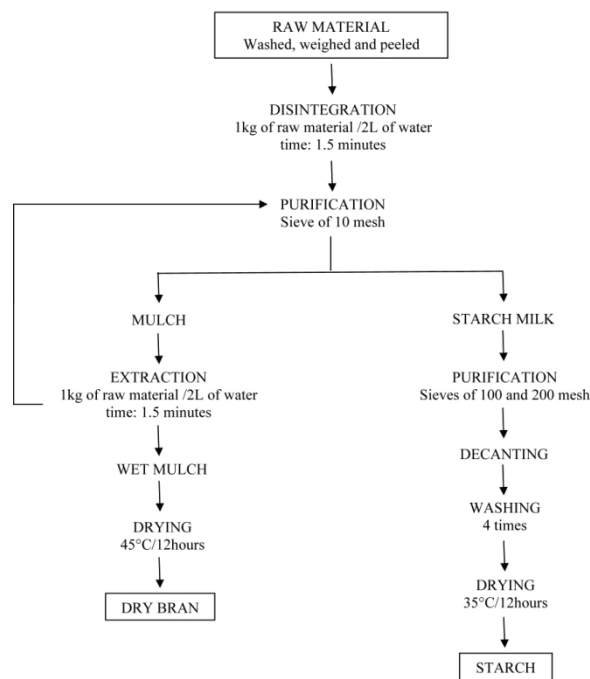 RAW MATERIAL
Washed, weighed and peeled
DISINTEGRATION
1kg of raw material /2L of water
time: 1.5 minutes
PURIFICATION
Sieve of 10 mesh
MULCH
EXTRACTION
1kg of raw material /2L of water
time: 1.5 minutes
WET MULCH
DRYING
45°C/12hours
DRY BRAN
STARCH MILK
PURIFICATION
Sieves of 100 and 200 mesh
DECANTING
WASHING
4 times
DRYING
35°C/12hours
STARCH